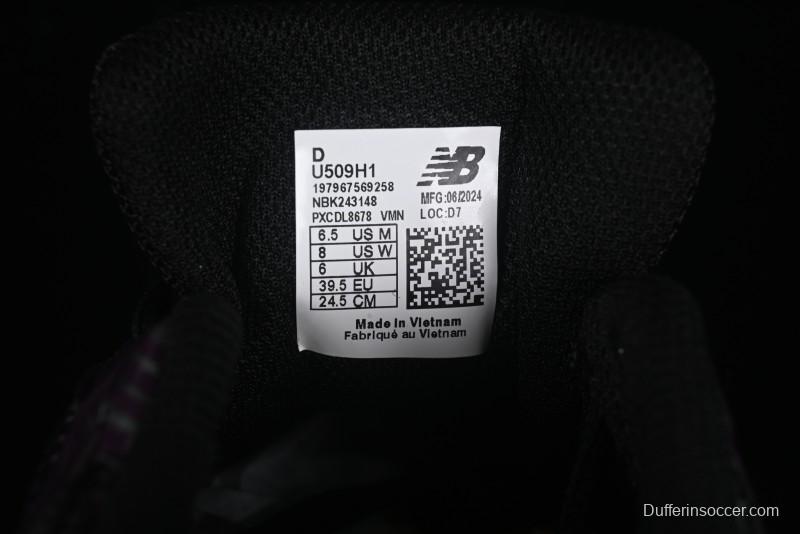 D
U509H1
197967569258
NBK243148
PXCDL8678 VMN
NB
MFG:06/2024
LOC:D7
6.5 US M
8 US W
6 UK
39.5 EU
24.5 CM
Made in Vietnam
Fabriqué au Vietnam
Dufferinsoccer.com